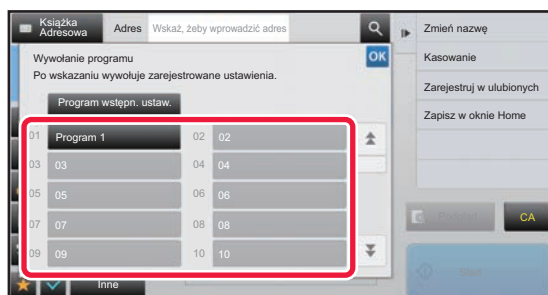 Książka Adresowa
Adres
Wskaż, żeby wprowadzić adres
Zmień nazwę
Wywołanie programu
OK
Kasowanie
Po wskazaniu wywołuje zarejestrowane ustawienia.
Zarejestruj w ulubionych
Program wstępn. ustaw.
Zapisz w oknie Home
01 Program 1 02 02
03 03 04 04
05 05 06 06
07 07 08 08
CA
09 09 10 10
Start
Inne